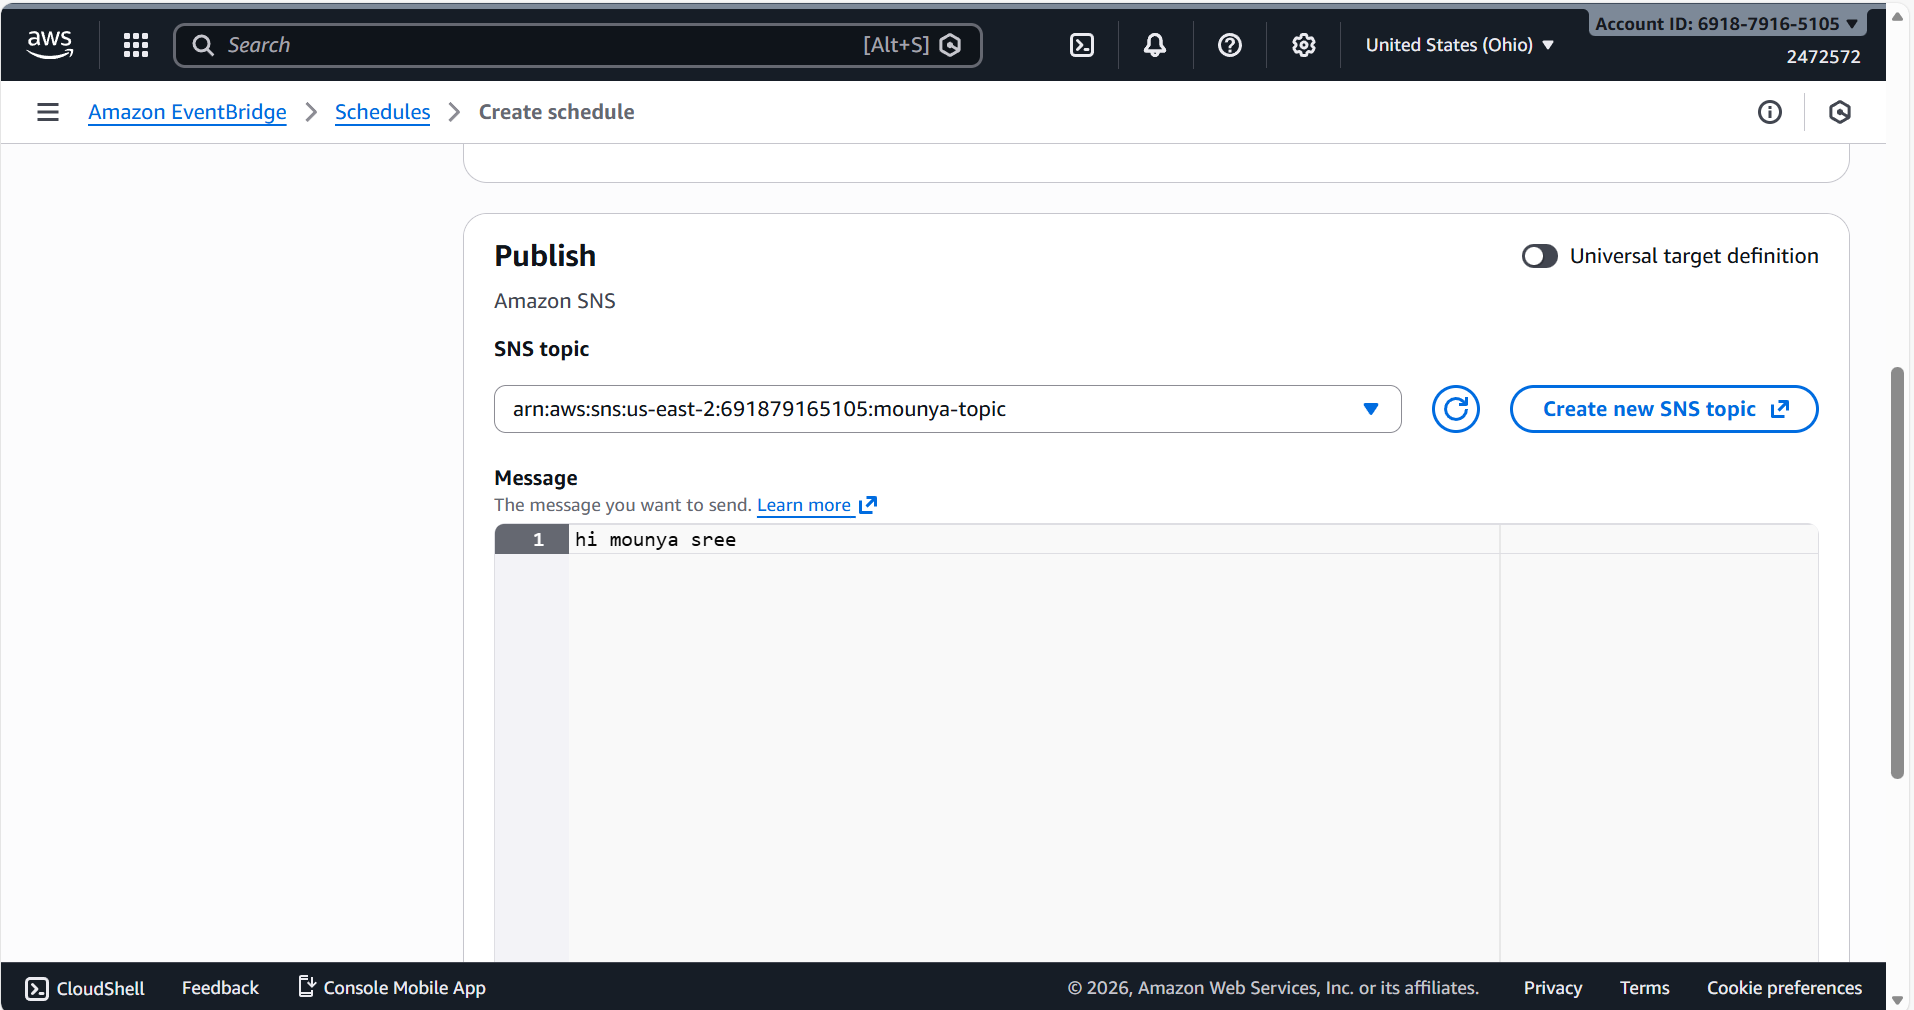 aws
Search [Alt+S]
United States (Ohio)
Account ID: 6918-7916-5105
2472572
Amazon EventBridge
Schedules
Create schedule
Publish
Universal target definition
Amazon SNS
SNS topic
arn:aws:sns:us-east-2:691879165105:mounya-topic
Create new SNS topic
Message
The message you want to send. Learn more
1 hi mounya sree
CloudShell
Feedback
Console Mobile App
© 2026, Amazon Web Services, Inc. or its affiliates.
Privacy
Terms
Cookie preferences